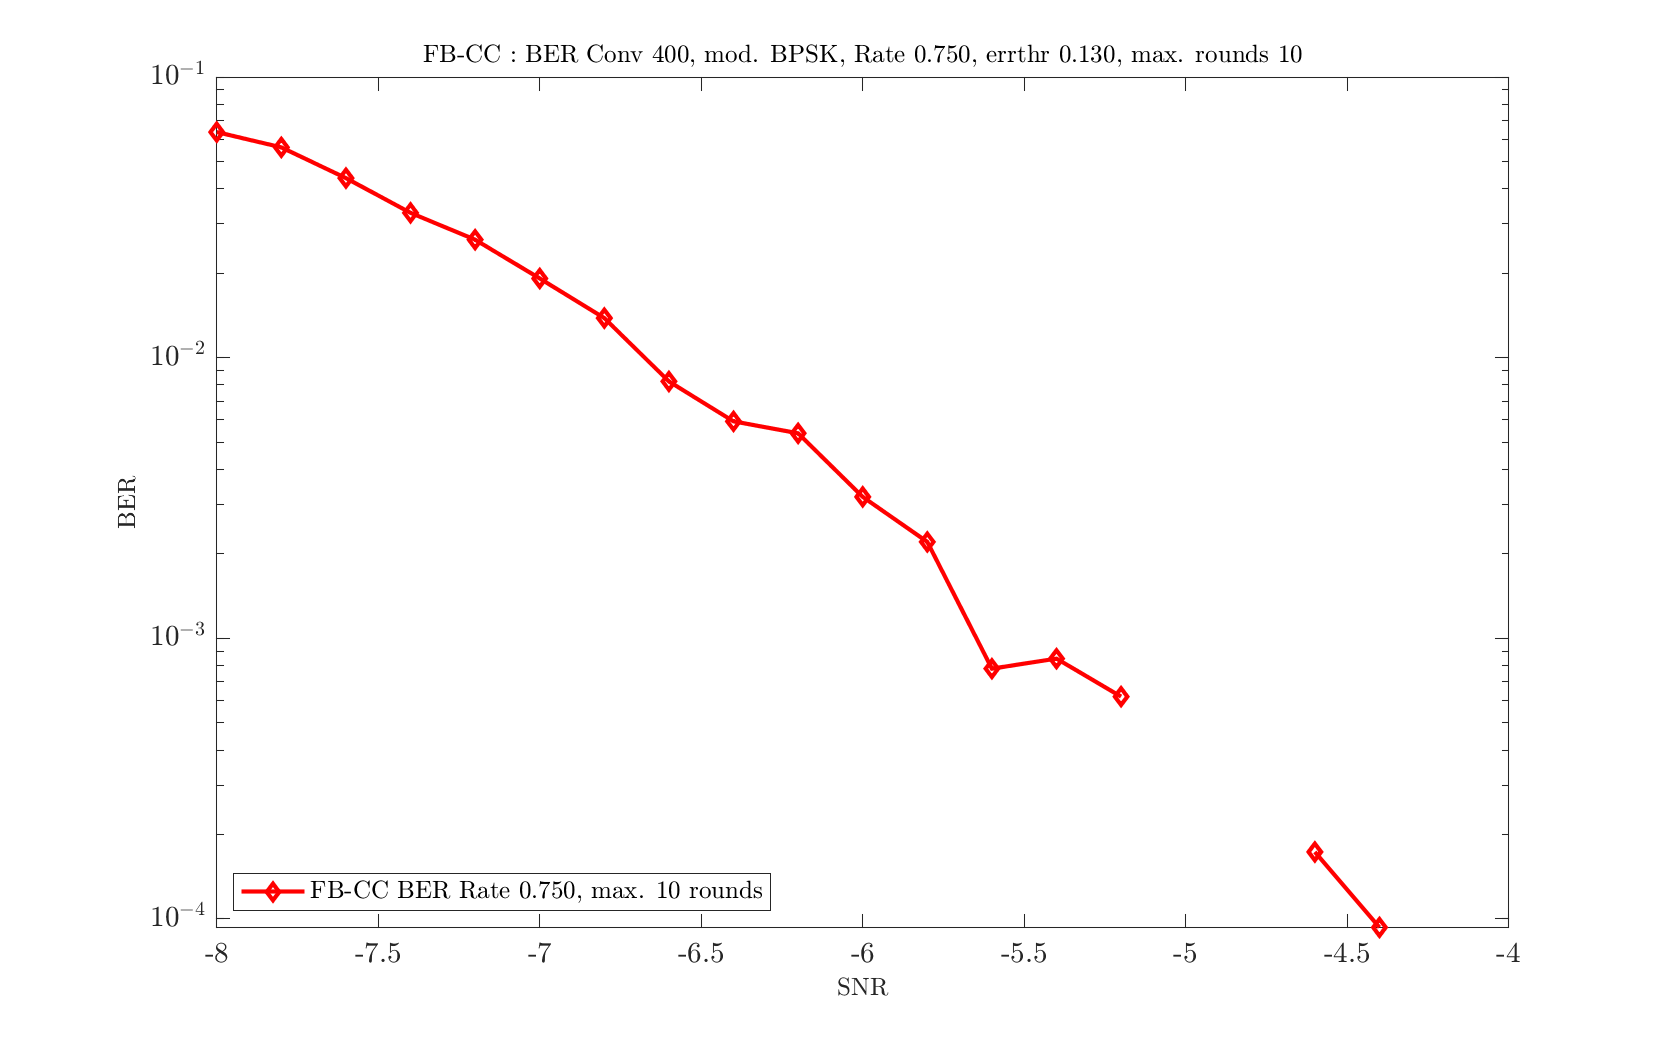 FB-CC : BER Conv 400, mod. BPSK, Rate 0.750, errthr 0.130, max. rounds 10
10^{-1}
10^{-2}
10^{-3}
10^{-4}
BER
FB-CC BER Rate 0.750, max. 10 rounds
-8 -7.5 -7 -6.5 -6 -5.5 -5 -4.5 -4
SNR